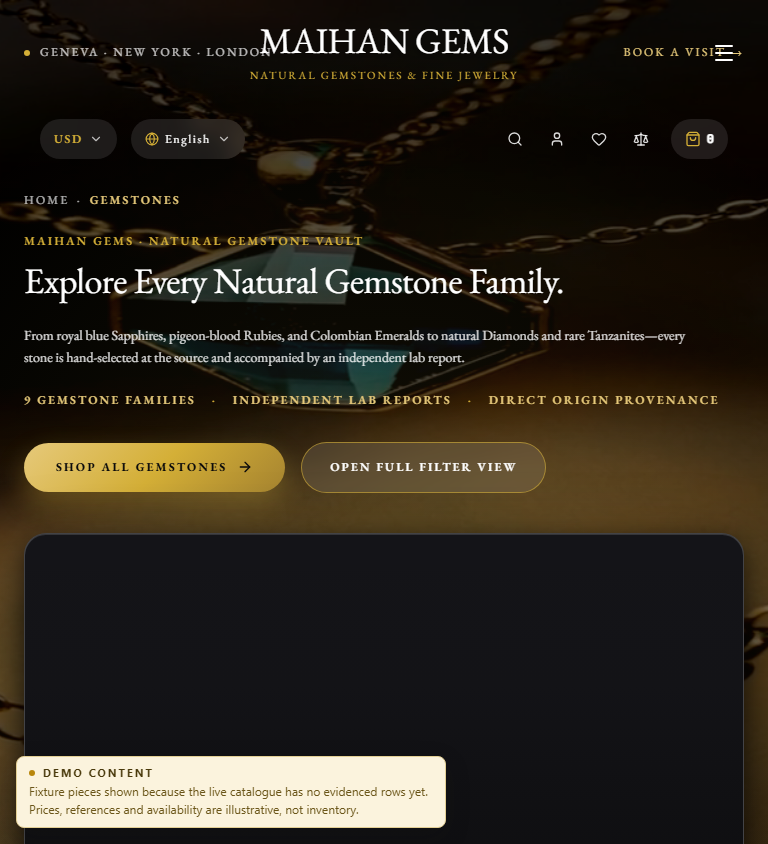 GENEVA · NEW YORK · LONDON
MAIHAN GEMS
NATURAL GEMSTONES & FINE JEWELRY
BOOK A VISIT →
USD
English
0
HOME · GEMSTONES
MAIHAN GEMS · NATURAL GEMSTONE VAULT
Explore Every Natural Gemstone Family.
From royal blue Sapphires, pigeon-blood Rubies, and Colombian Emeralds to natural Diamonds and rare Tanzanites—every
stone is hand-selected at the source and accompanied by an independent lab report.
9 GEMSTONE FAMILIES · INDEPENDENT LAB REPORTS · DIRECT ORIGIN PROVENANCE
SHOP ALL GEMSTONES →
OPEN FULL FILTER VIEW
DEMO CONTENT
Fixture pieces shown because the live catalogue has no evidenced rows yet.
Prices, references and availability are illustrative, not inventory.